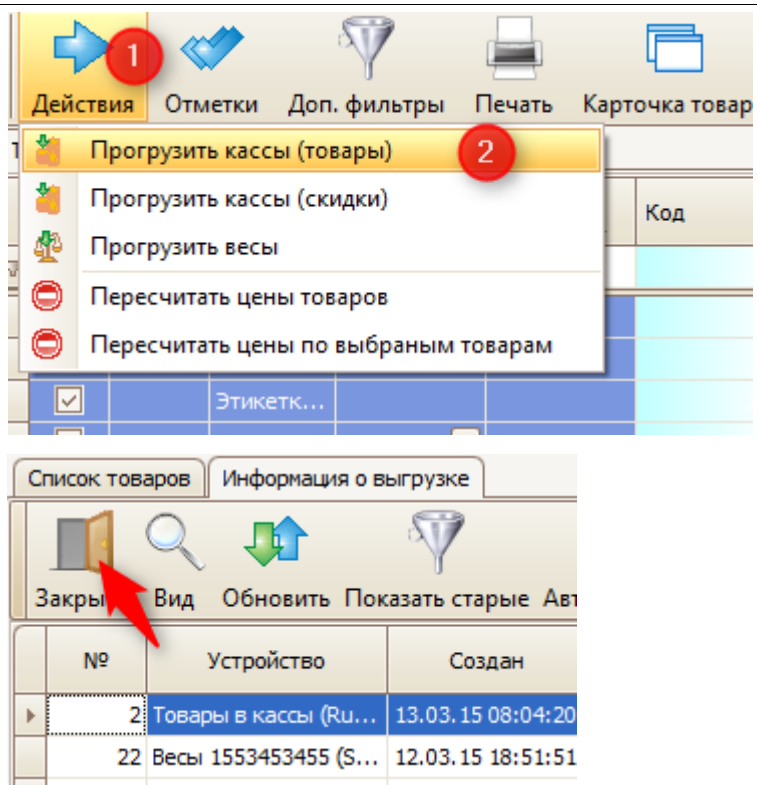 1
Действия Отметки Доп. фильтры Печать Карточка товар
Прогрузить кассы (товары) 2
Прогрузить кассы (скидки)
Код
Прогрузить весы
Пересчитать цены товаров
Пересчитать цены по выбраным товарам
Этикетк...
Список товаров Информация о выгрузке
Закры Вид Обновить Показать старые Авт
№ Устройство Создан
2 Товары в кассы (Ru... 13.03.15 08:04:20
22 Весы 1553453455 (S... 12.03.15 18:51:51